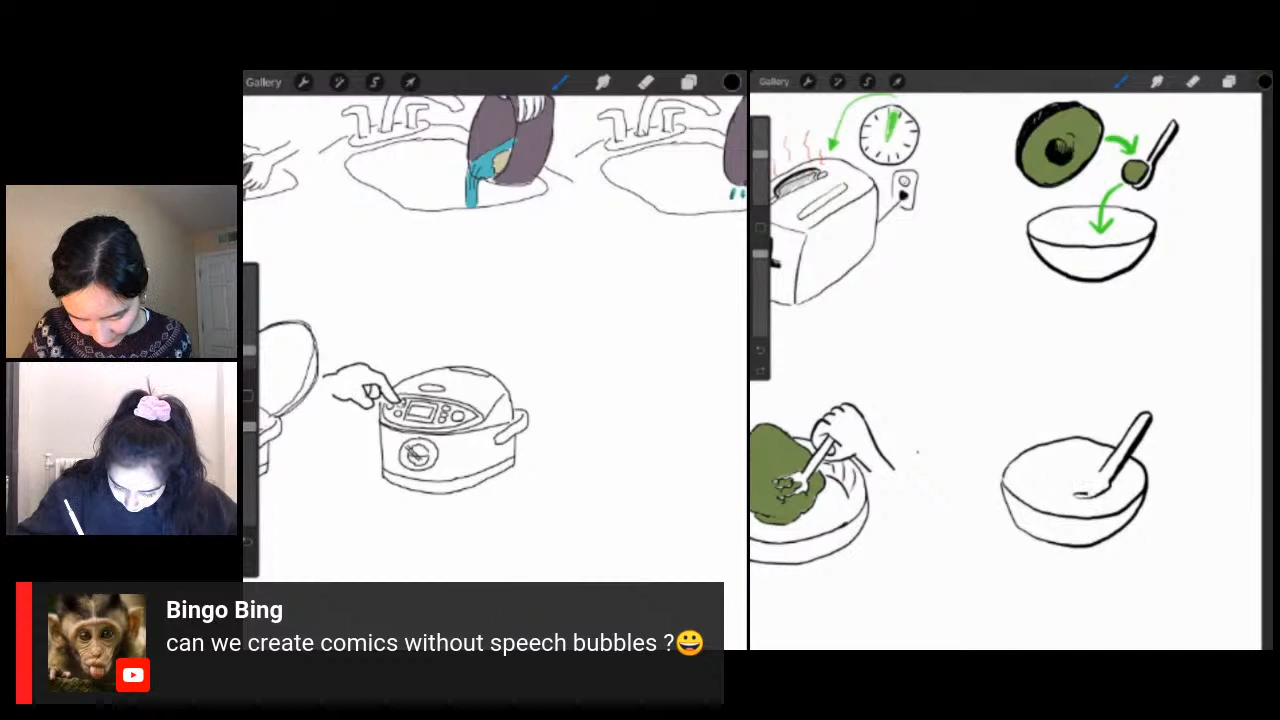 Gallery
Gallery
Bingo Bing
can we create comics without speech bubbles ?😀